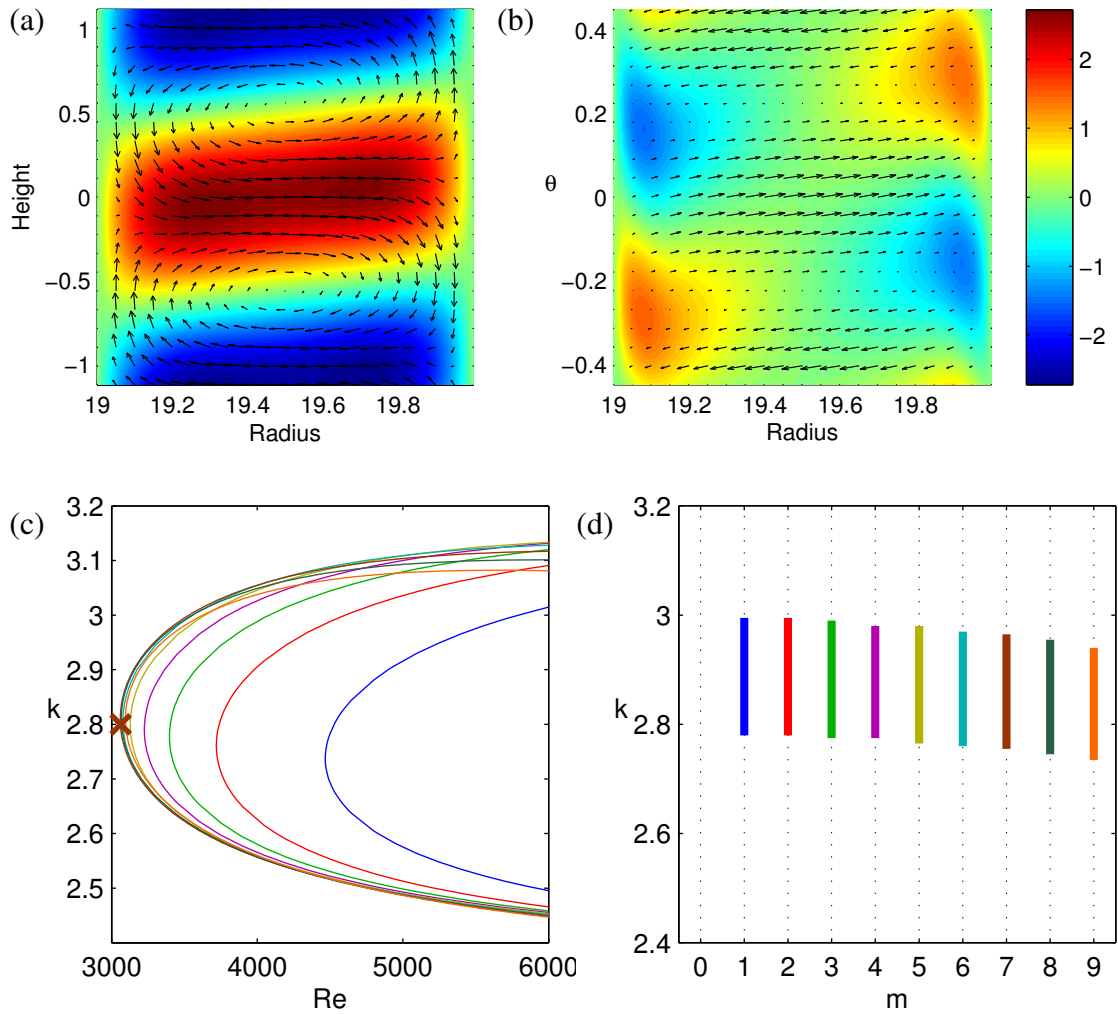 (a)
1
0.5
0
−0.5
−1
Height
19 19.2 19.4 19.6 19.8
Radius
(b)
0.4
0.2
0
−0.2
−0.4
θ
19 19.2 19.4 19.6 19.8
Radius
2
1
0
−1
−2
(c)
3.2
3.1
3
2.9
2.8
2.7
2.6
2.5
k
3000 4000 5000 6000
Re
(d)
3.2
3
2.8
2.6
2.4
k
0 1 2 3 4 5 6 7 8 9
m